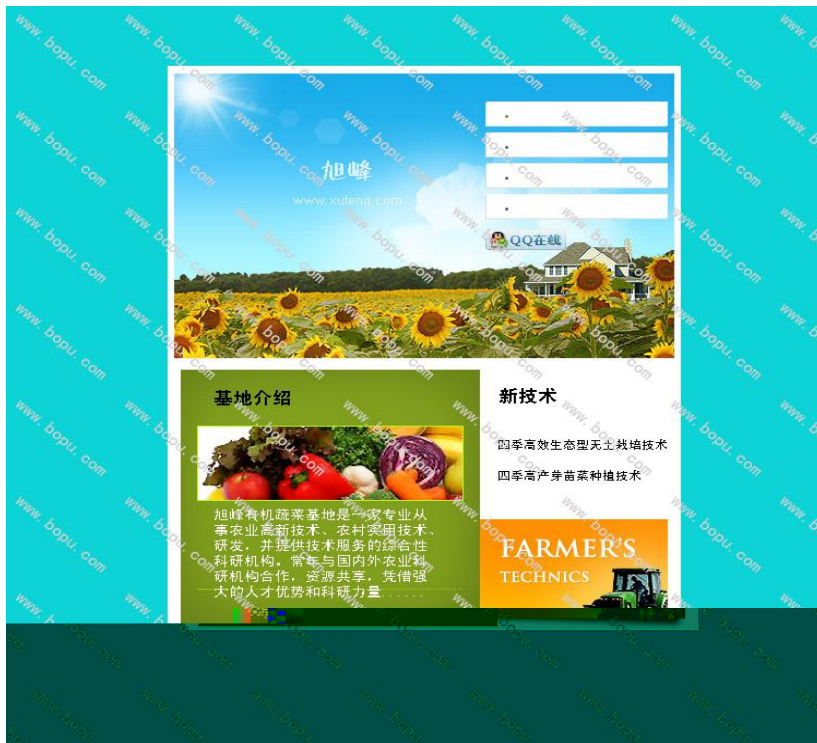 旭峰
www.xufeng.com
QQ在线
基地介绍
旭峰有机蔬菜基地是一家专业从
事农业高新技术、农村实用技术、
研发，并提供技术服务的综合性
科研机构。常年与国内外农业科
研机构合作，资源共享，凭借强
大的人才优势和科研力量......
新技术
四季高效生态型无土栽培技术
四季高产芽苗菜种植技术
FARMER'S
TECHNICS
www.bopu.com